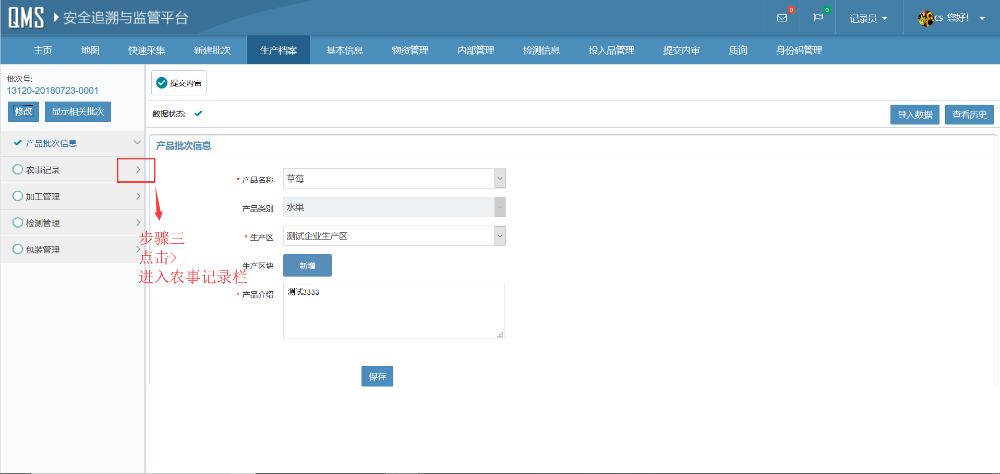 QMS 安全追溯与监管平台
0
0
记录员
cs-您好！
主页 地图 快速采集 新建批次 生产档案 基本信息 物资管理 内部管理 检测信息 投入品管理 提交内审 质询 身份码管理
批次号:
13120-20180723-0001
修改 显示相关批次
产品批次信息
农事记录
加工管理
检测管理
包装管理
提交内审
数据状态:
导入数据 查看历史
产品批次信息
* 产品名称 草莓
产品类别 水果
* 生产区 测试企业生产区
生产区块 新增
* 产品介绍 测试3333
保存
步骤三
点击>
进入农事记录栏